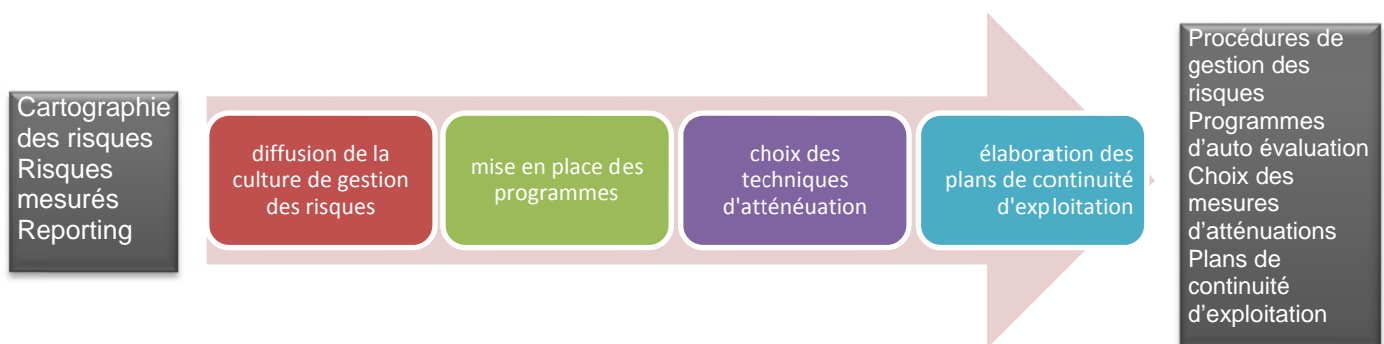 Cartographie
des risques
Risques
mesurés
Reporting
diffusion de la
culture de gestion
des risques
mise en place des
programmes
choix des
techniques
d'atténéuation
élaboration des
plans de continuité
d'exploitation
Procédures de
gestion des
risques
Programmes
d’auto évaluation
Choix des
mesures
d’atténuations
Plans de
continuité
d’exploitation